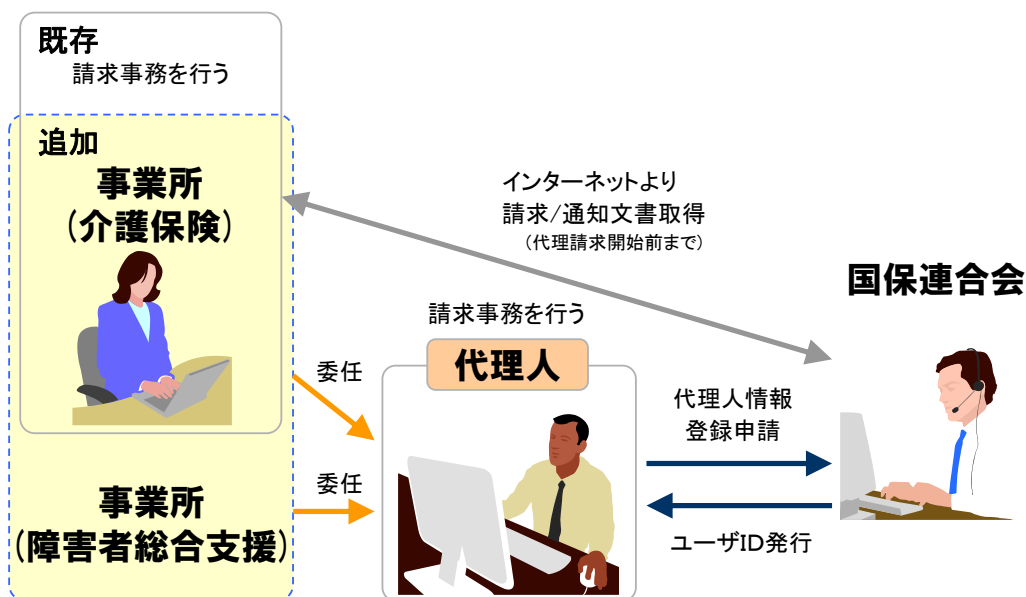 既存
請求事務を行う
追加
事業所
(介護保険)
インターネットより
請求/通知文書取得
(代理請求開始前まで)
国保連合会
請求事務を行う
代理人
委任
代理人情報
登録申請
委任
事業所
(障害者総合支援)
ユーザID発行